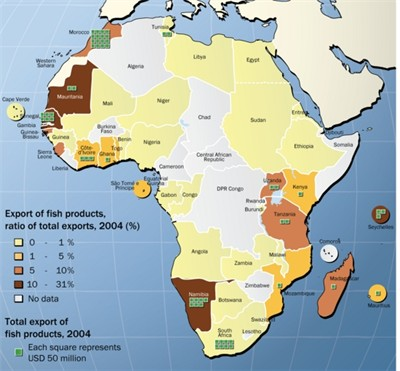 Morocco
Tunisia
Algeria
Libya
Egypt
Western
Sahara
Mauritania
Mali
Niger
Chad
Sudan
Eritrea
Djibouti
Ethiopia
Somalia
Cape Verde
Senegal
Gambia
Guinea-
Bissau
Guinea
Sierra
Leone
Liberia
Côte-
d'Ivoire
Burkina
Faso
Ghana
Togo
Benin
Nigeria
Cameroon
Central African
Republic
São Tomé e
Principe
Equatorial
Guinea
Gabon
Congo
DPR Congo
Uganda
Kenya
Rwanda
Burundi
Tanzania
Seychelles
Comoros
Angola
Zambia
Malawi
Mozambique
Zimbabwe
Madagascar
Mauritius
Namibia
Botswana
Swaziland
Lesotho
South
Africa
Export of fish products,
ratio of total exports, 2004 (%)
0 - 1 %
1 - 5 %
5 - 10%
10 - 31%
No data
Total export of
fish products, 2004
Each square represents
USD 50 million